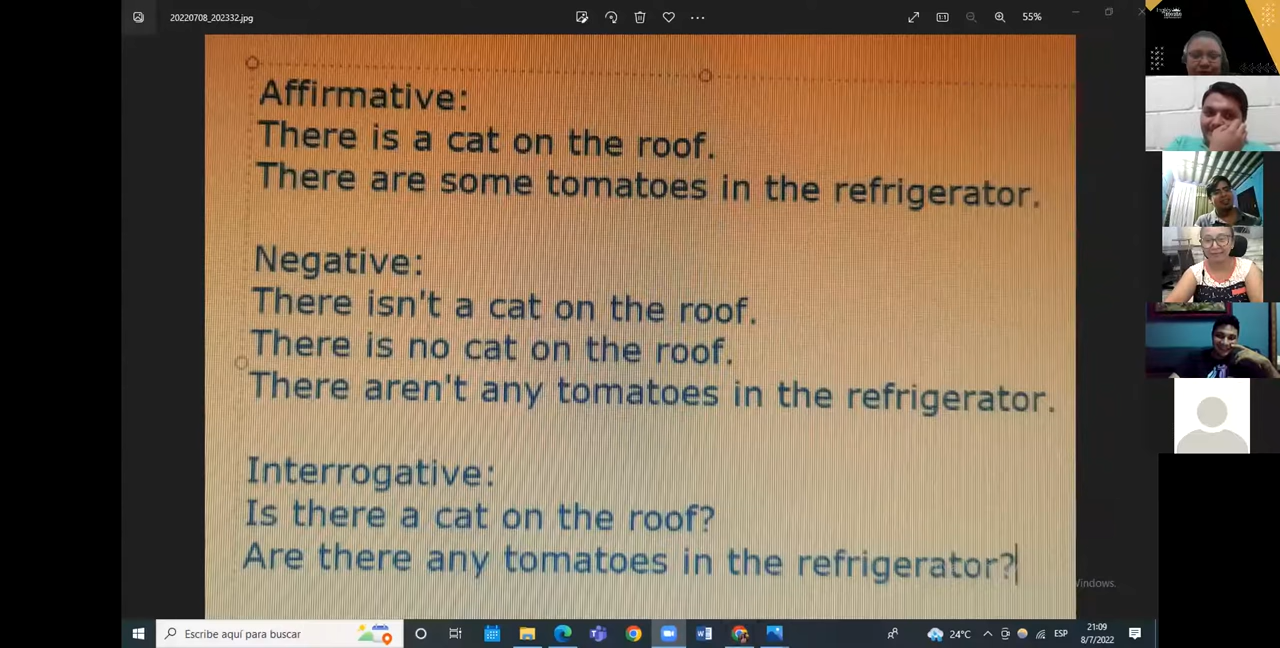 20220708_202332.jpg
55%
Affirmative:
There is a cat on the roof.
There are some tomatoes in the refrigerator.
Negative:
There isn't a cat on the roof.
There is no cat on the roof.
There aren't any tomatoes in the refrigerator.
Interrogative:
Is there a cat on the roof?
Are there any tomatoes in the refrigerator?
Windows.
Escribe aquí para buscar
24°C
ESP
21:09
8/7/2022